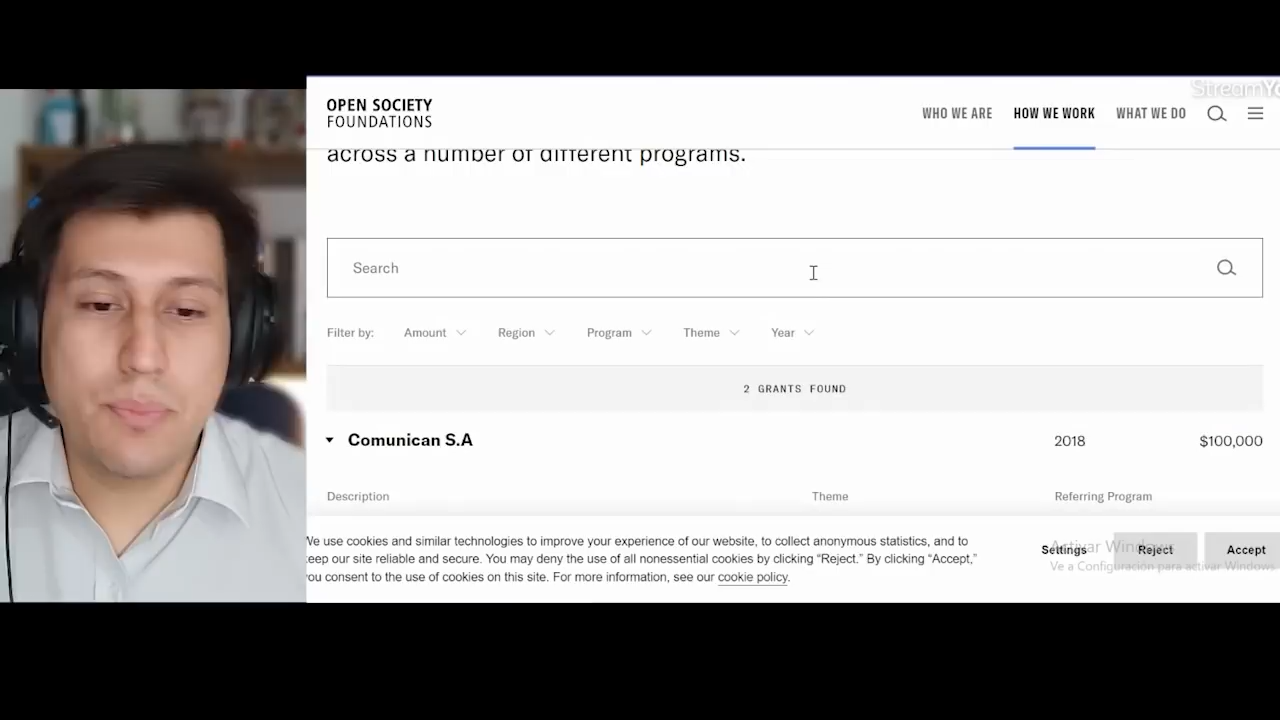 StreamYa
OPEN SOCIETY
FOUNDATIONS
WHO WE ARE
HOW WE WORK
WHAT WE DO
across a number of different programs.
Search
Filter by:
Amount
Region
Program
Theme
Year
2 GRANTS FOUND
Comunican S.A
2018
$100,000
Description
Theme
Referring Program
We use cookies and similar technologies to improve your experience of our website, to collect anonymous statistics, and to
keep our site reliable and secure. You may deny the use of all nonessential cookies by clicking “Reject.” By clicking “Accept,”
you consent to the use of cookies on this site. For more information, see our cookie policy.
Settings
Reject
Accept
Activar Windows
Ve a Configuración para activar Windows